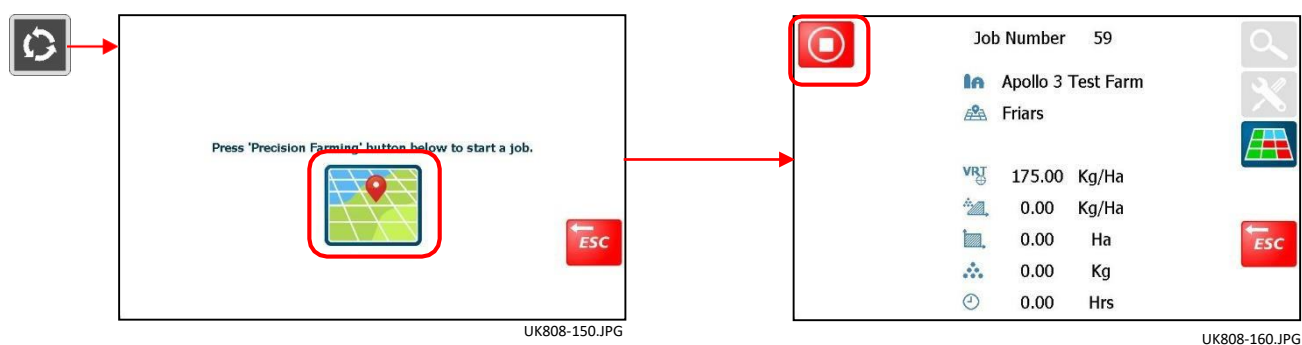 Press 'Precision Farming' button below to start a job.
ESC
UK808-150.JPG
Job Number 59
Apollo 3 Test Farm
Friars
VRT 175.00 Kg/Ha
0.00 Kg/Ha
0.00 Ha
0.00 Kg
0.00 Hrs
ESC
UK808-160.JPG